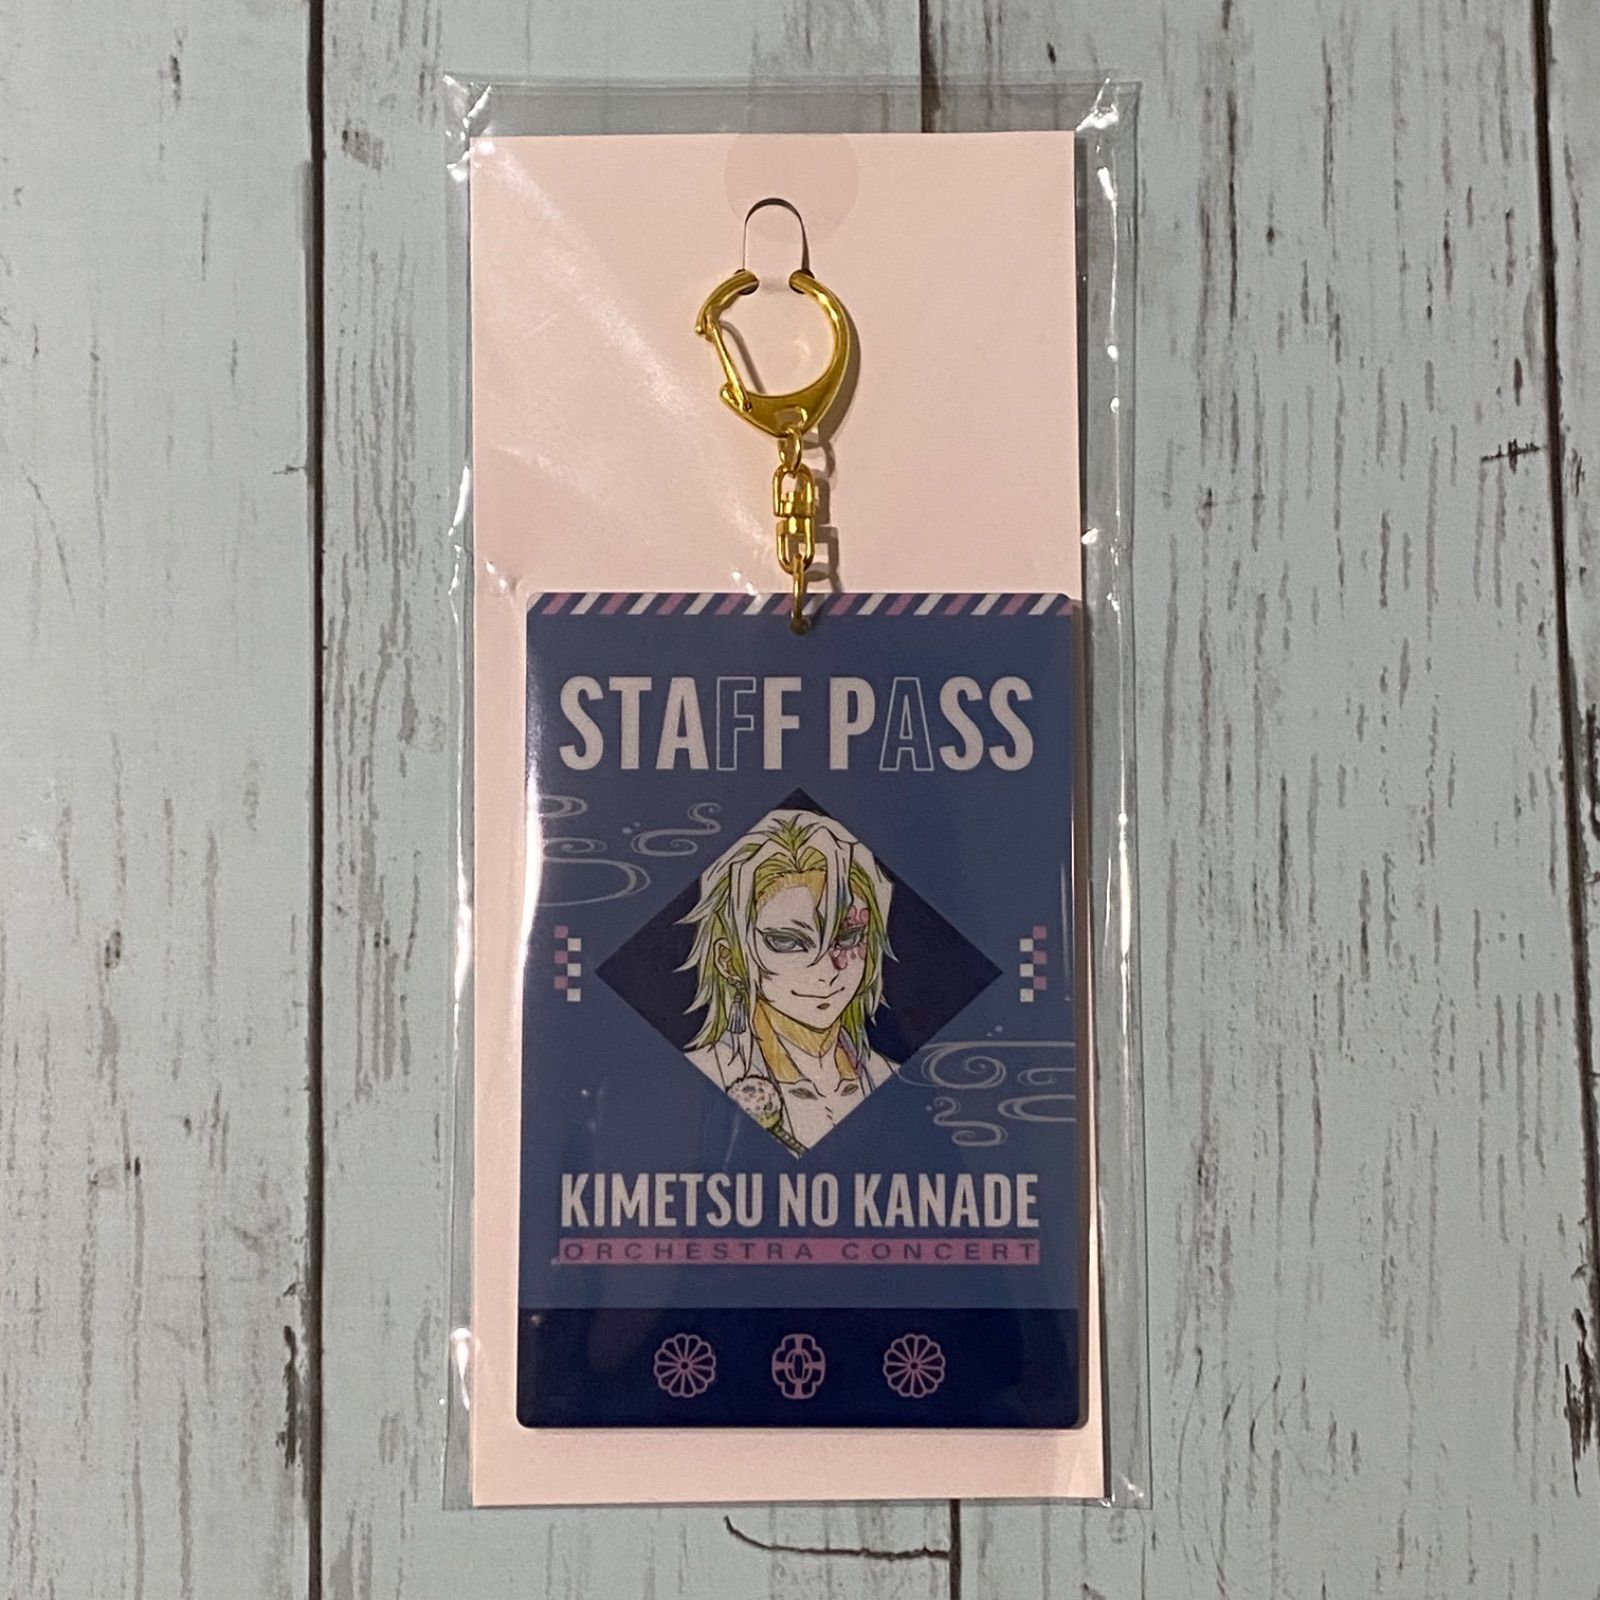 STAFF PASS
KIMETSU NO KANADE
ORCHESTRA CONCERT